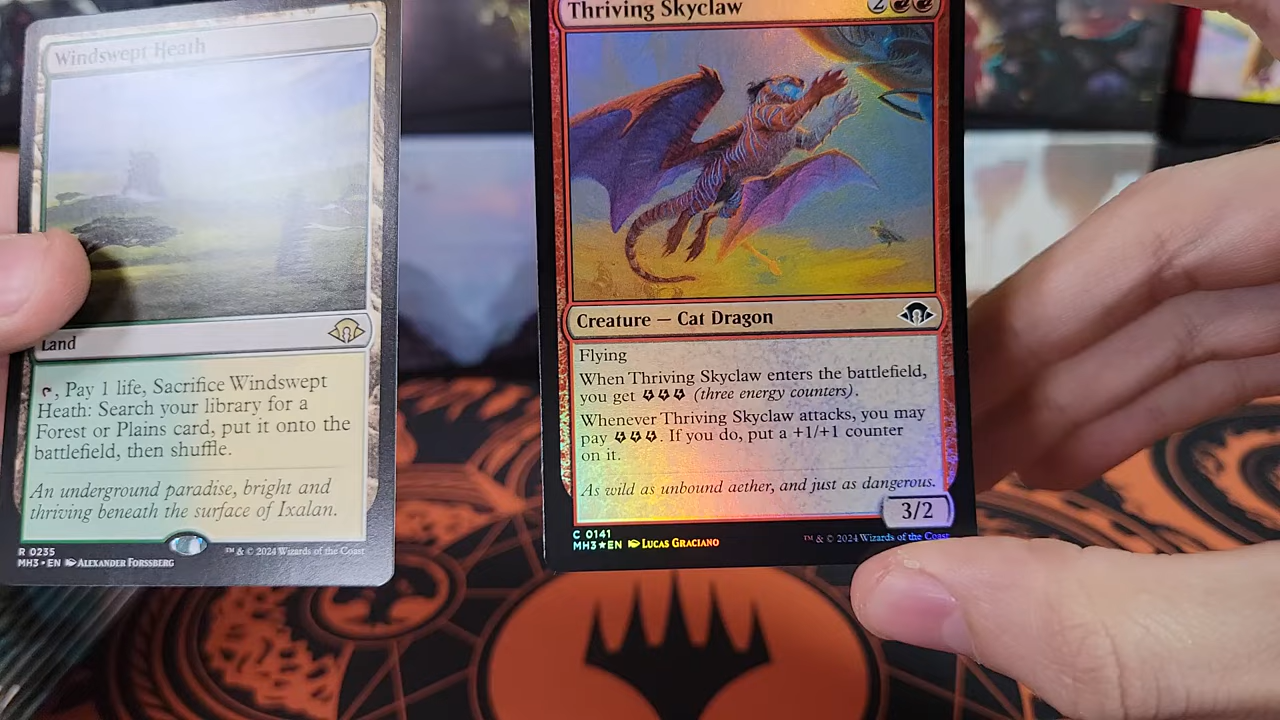 Windswept Heath
Land
, Pay 1 life, Sacrifice Windswept
Heath: Search your library for a
Forest or Plains card, put it onto the
battlefield, then shuffle.
An underground paradise, bright and
thriving beneath the surface of Ixalan.
R 0235
MH3 • EN ALEXANDER FORSSBERG
™ & © 2024 Wizards of the Coast
Thriving Skyclaw
2
Creature — Cat Dragon
Flying
When Thriving Skyclaw enters the battlefield,
you get (three energy counters).
Whenever Thriving Skyclaw attacks, you may
pay . If you do, put a +1/+1 counter
on it.
As wild as unbound aether, and just as dangerous.
3/2
C 0141
MH3★EN LUCAS GRACIANO
™ & © 2024 Wizards of the Coast